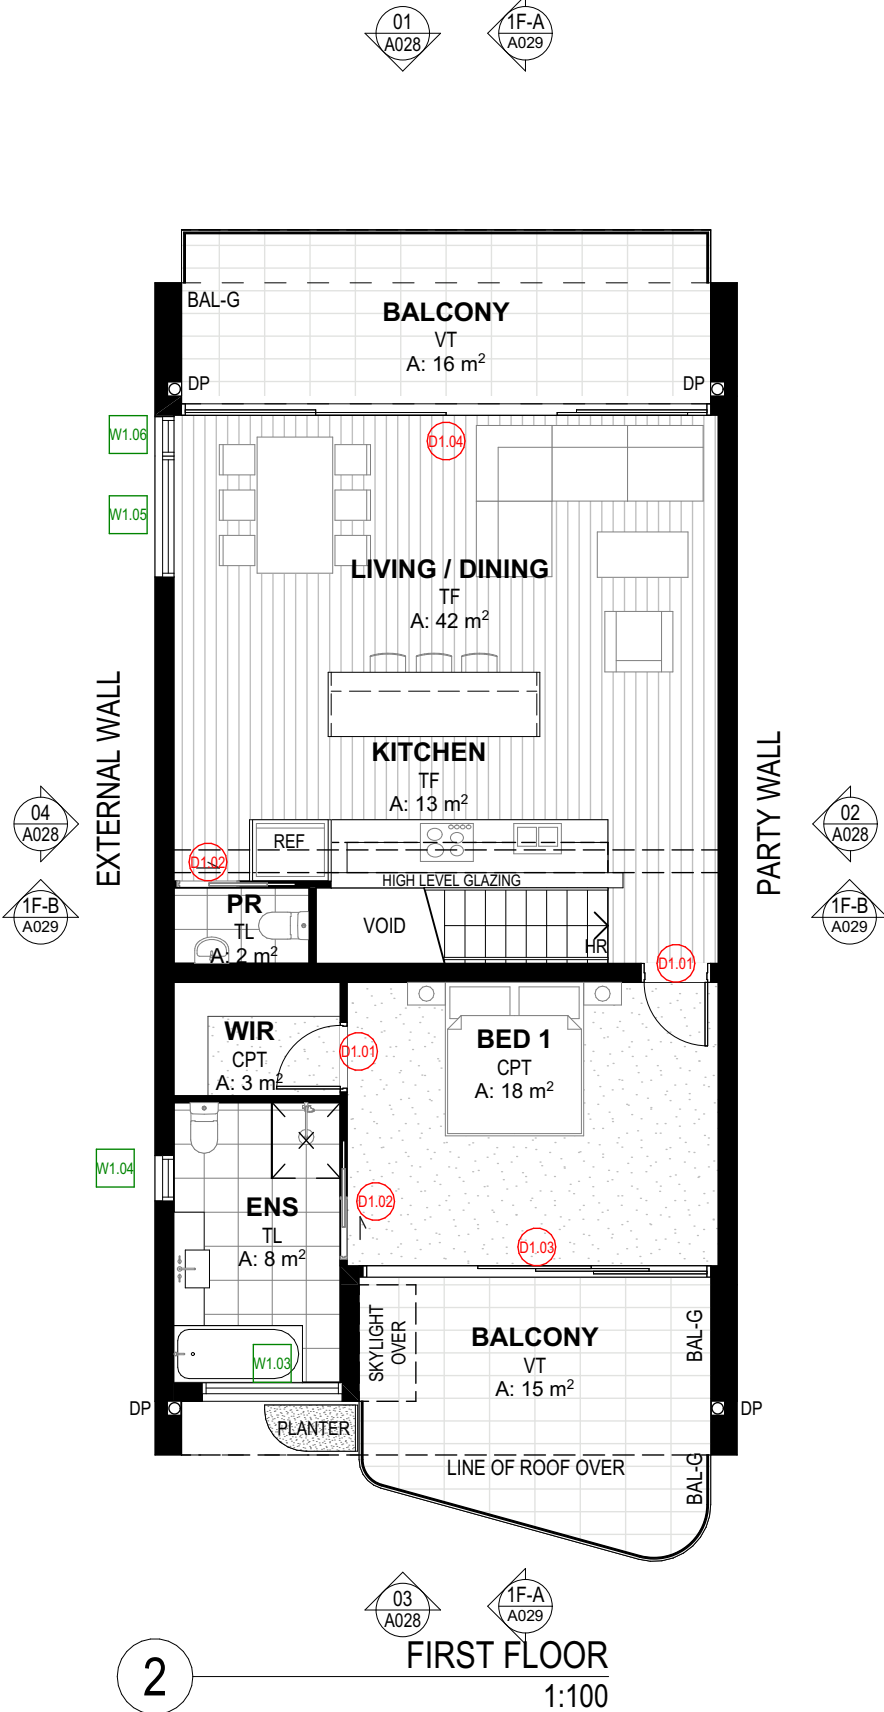 01
A028
1F-A
A029
BAL-G
BALCONY
VT
A: 16 m²
DP
DP
W1.06
D1.04
W1.05
LIVING / DINING
TF
A: 42 m²
EXTERNAL WALL
KITCHEN
TF
A: 13 m²
PARTY WALL
04
A028
02
A028
REF
D1.02
HIGH LEVEL GLAZING
1F-B
A029
1F-B
A029
PR
TL
A: 2 m²
VOID
HR
D1.01
WIR
CPT
A: 3 m²
D1.01
BED 1
CPT
A: 18 m²
W1.04
ENS
TL
A: 8 m²
D1.02
D1.03
SKYLIGHT
OVER
BALCONY
VT
A: 15 m²
BAL-G
W1.03
DP
DP
PLANTER
LINE OF ROOF OVER
BAL-G
03
A028
1F-A
A029
2
FIRST FLOOR
1:100